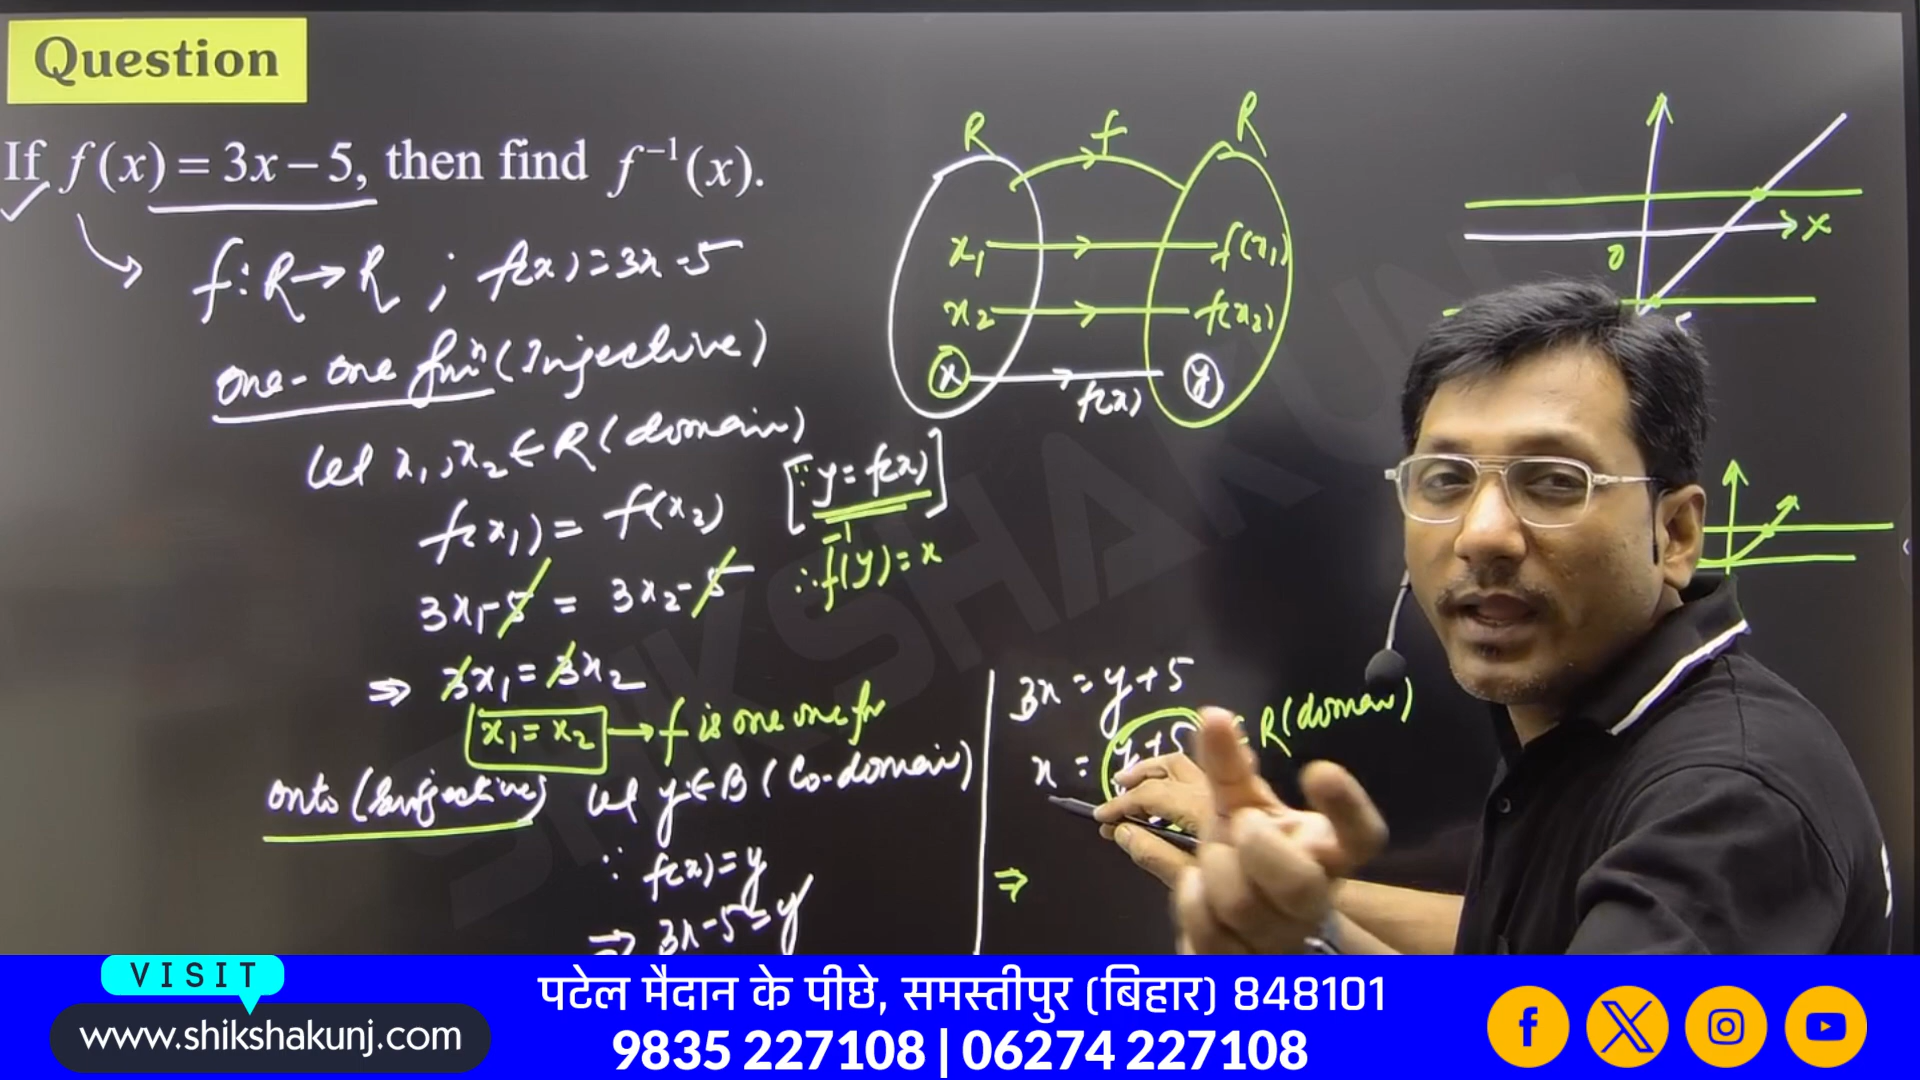 Question
If f(x) = 3x − 5, then find f⁻¹(x).
f : R → R ; f(x) = 3x − 5
one-one fuⁿ (Injective)
Let x₁, x₂ ∈ R (domain)
f(x₁) = f(x₂)
[∵ y = f(x)]
∴ f⁻¹(y) = x
3x₁ − 5 = 3x₂ − 5
⇒ 3x₁ = 3x₂
x₁ = x₂ → f is one one fⁿ
onto (Surjective) Let y ∈ B (Co-domain)
∵ f(x) = y
⇒ 3x − 5 = y
3x = y + 5
x = y + 5 R (domain)
⇒
R f R
x₁ f(x₁)
x₂ f(x₂)
x f(x) y
x
0
SHIKSHAKUNJ
VISIT
www.shikshakunj.com
पटेल मैदान के पीछे, समस्तीपुर (बिहार) 848101
9835 227108 | 06274 227108